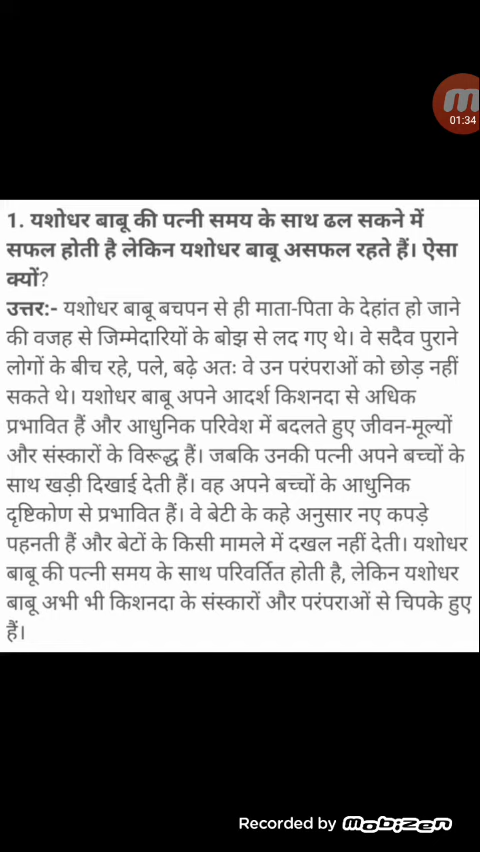 01:34
1. यशोधर बाबू की पत्नी समय के साथ ढल सकने में
सफल होती है लेकिन यशोधर बाबू असफल रहते हैं। ऐसा
क्यों?
उत्तर:- यशोधर बाबू बचपन से ही माता-पिता के देहांत हो जाने
की वजह से जिम्मेदारियों के बोझ से लद गए थे। वे सदैव पुराने
लोगों के बीच रहे, पले, बढ़े अतः वे उन परंपराओं को छोड़ नहीं
सकते थे। यशोधर बाबू अपने आदर्श किशनदा से अधिक
प्रभावित हैं और आधुनिक परिवेश में बदलते हुए जीवन-मूल्यों
और संस्कारों के विरूद्ध हैं। जबकि उनकी पत्नी अपने बच्चों के
साथ खड़ी दिखाई देती हैं। वह अपने बच्चों के आधुनिक
दृष्टिकोण से प्रभावित हैं। वे बेटी के कहे अनुसार नए कपड़े
पहनती हैं और बेटों के किसी मामले में दखल नहीं देती। यशोधर
बाबू की पत्नी समय के साथ परिवर्तित होती है, लेकिन यशोधर
बाबू अभी भी किशनदा के संस्कारों और परंपराओं से चिपके हुए
हैं।
Recorded by Mobizen